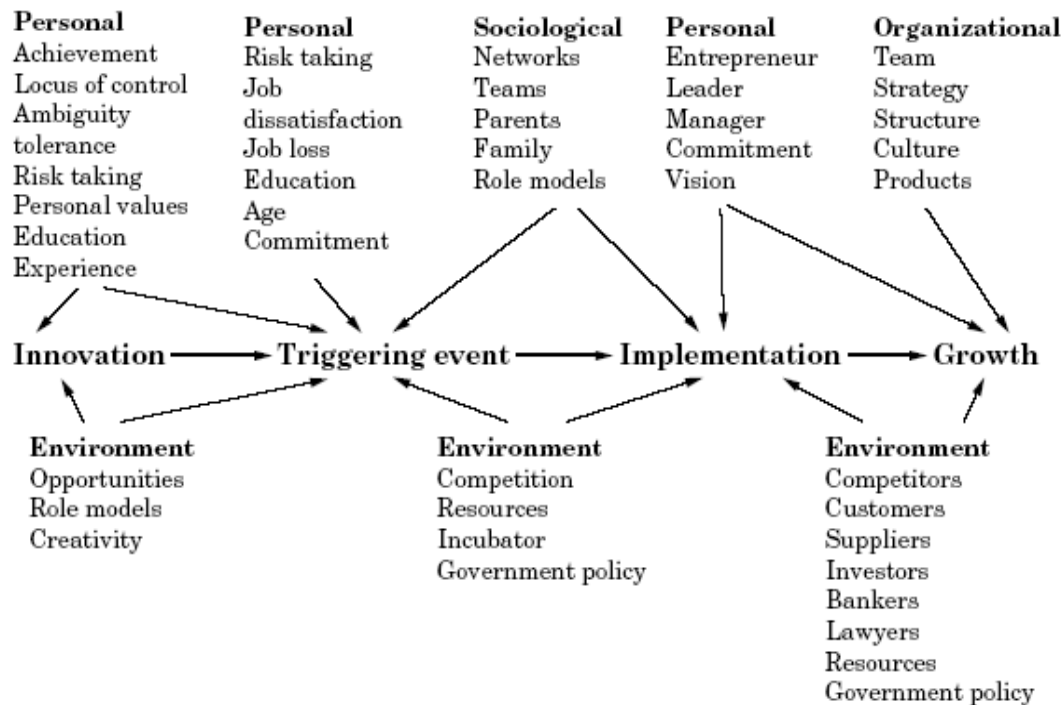 Personal
Achievement
Locus of control
Ambiguity
tolerance
Risk taking
Personal values
Education
Experience
Personal
Risk taking
Job
dissatisfaction
Job loss
Education
Age
Commitment
Sociological
Networks
Teams
Parents
Family
Role models
Personal
Entrepreneur
Leader
Manager
Commitment
Vision
Organizational
Team
Strategy
Structure
Culture
Products
Innovation
Triggering event
Implementation
Growth
Environment
Opportunities
Role models
Creativity
Environment
Competition
Resources
Incubator
Government policy
Environment
Competitors
Customers
Suppliers
Investors
Bankers
Lawyers
Resources
Government policy